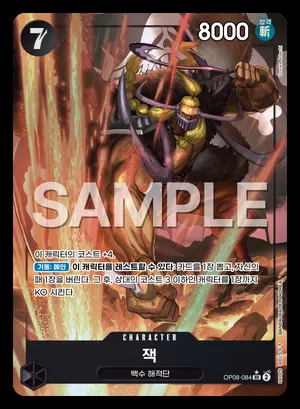 7
8000
참격
斬
SAMPLE
이 캐릭터의 코스트 +4.
기동: 메인 이 캐릭터를 레스트할 수 있다: 카드를 1장 뽑고, 자신의
패 1장을 버린다. 그 후, 상대의 코스트 3 이하인 캐릭터를 1장까지
KO 시킨다.
CHARACTER
잭
백수 해적단
OP08-084 SR 2